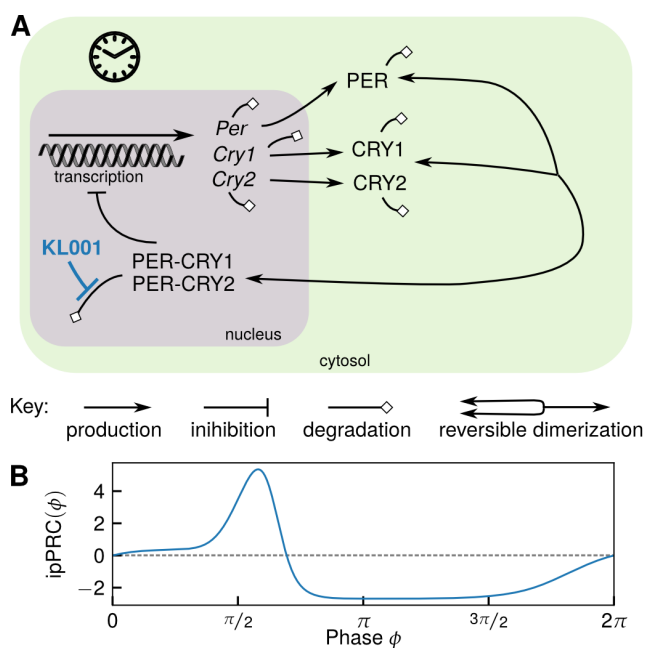 A
PER
Per
Cry1
Cry2
CRY1
CRY2
transcription
KL001
PER-CRY1
PER-CRY2
nucleus
cytosol
Key:
production
inihibition
degradation
reversible dimerization
B
ipPRC(ϕ)
4
2
0
−2
0
π/2
π
3π/2
2π
Phase ϕ